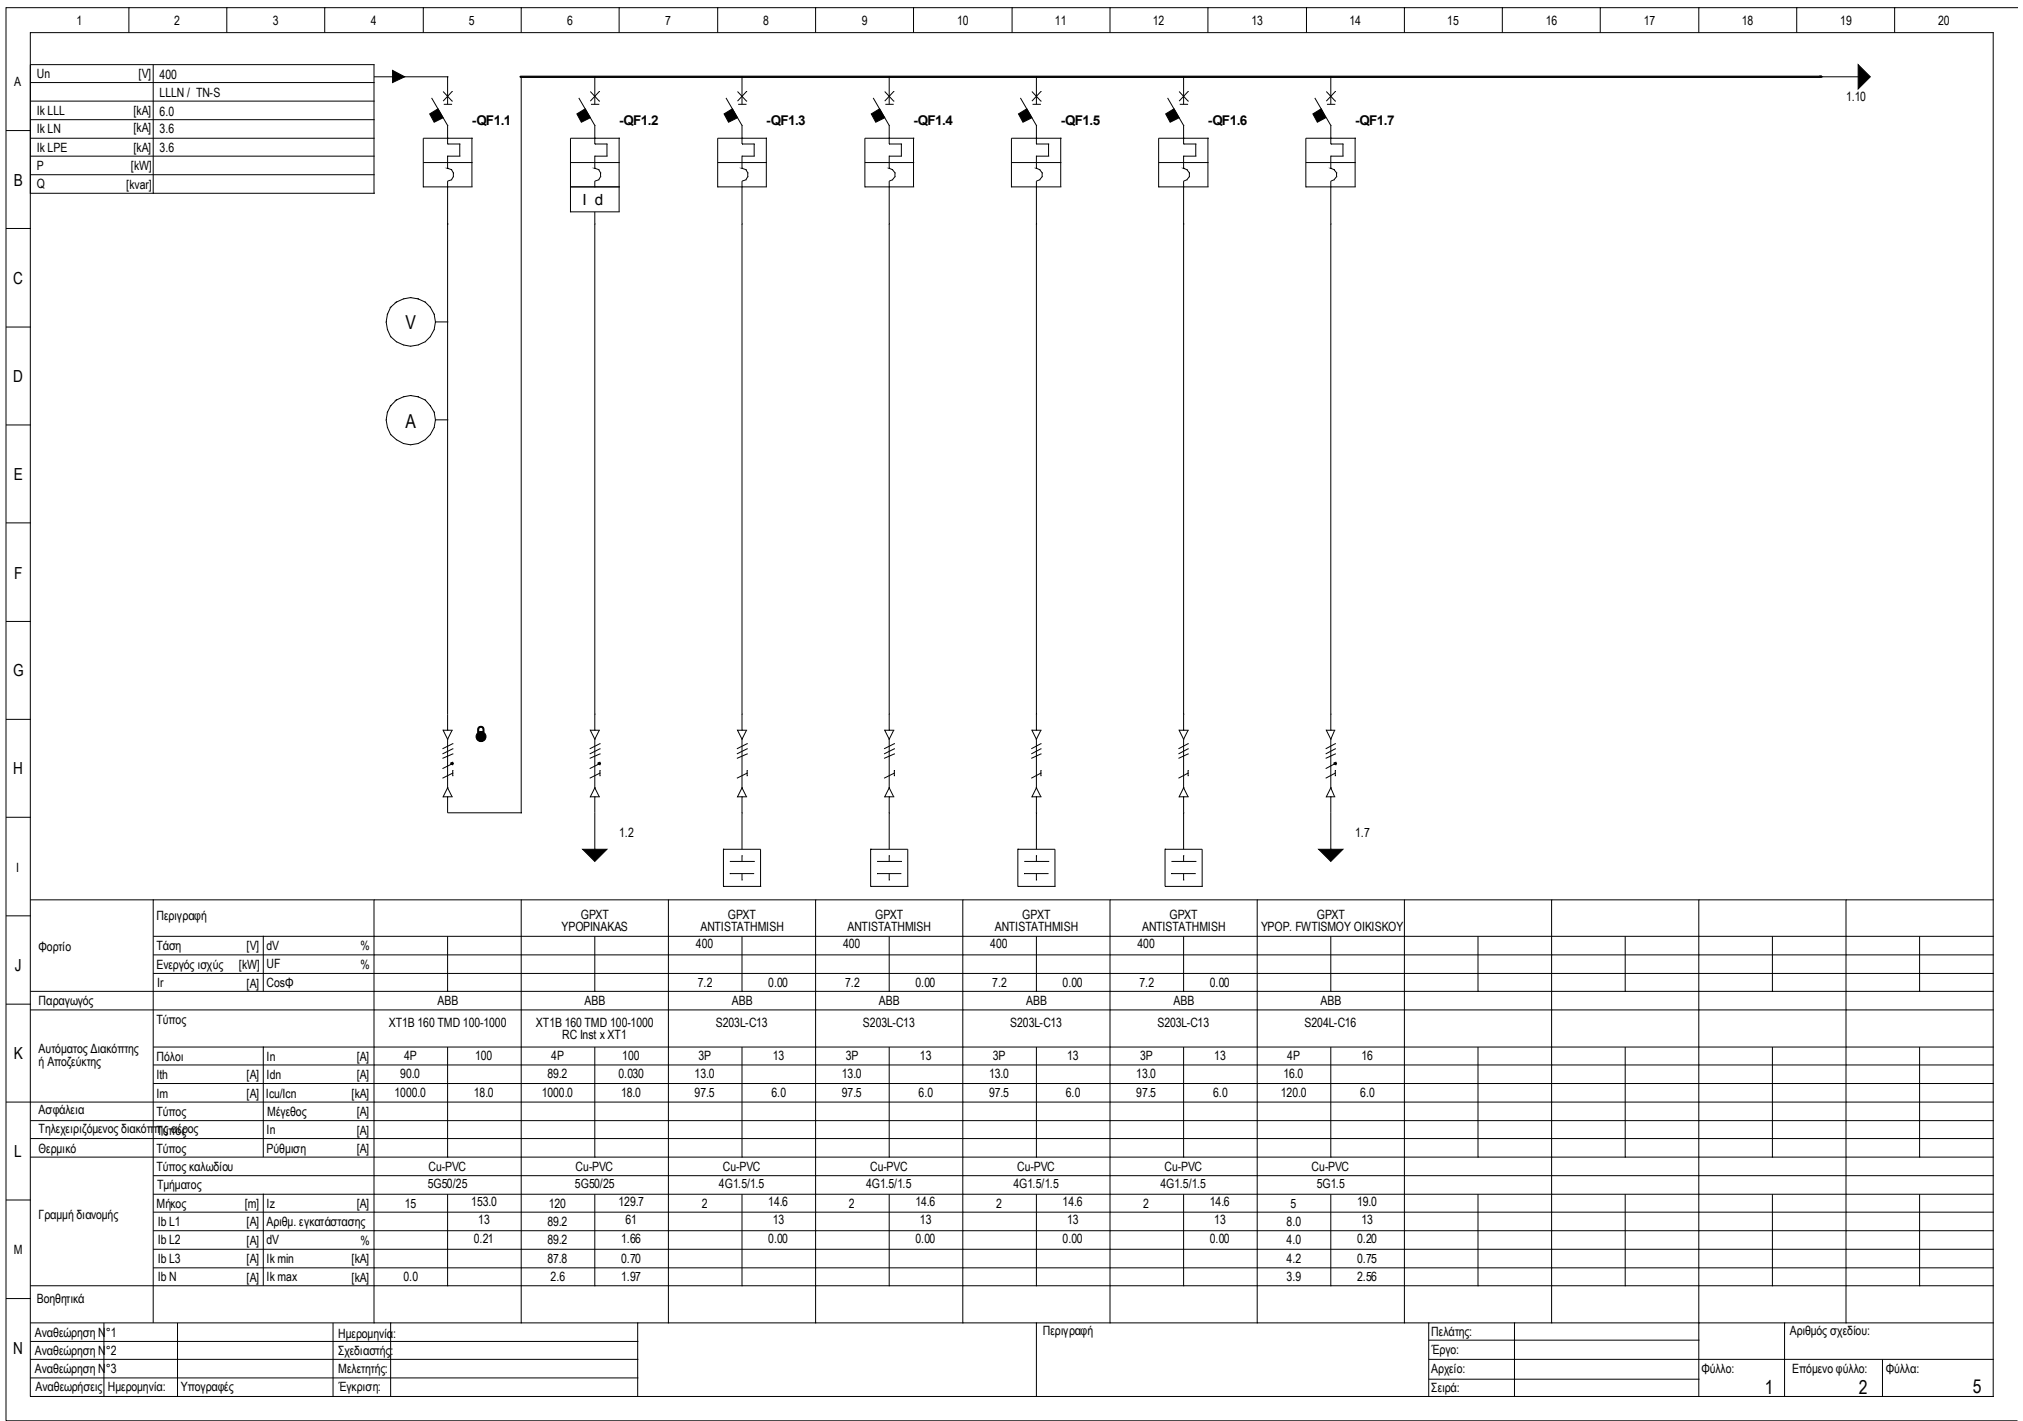 1 2 3 4 5 6 7 8 9 10 11 12 13 14 15 16 17 18 19 20
A
B
C
D
E
F
G
H
I
J
K
L
M
N
Un [V] 400
LLLN / TN-S
Ik LLL [kA] 6.0
Ik LN [kA] 3.6
Ik LPE [kA] 3.6
P [kW]
Q [kvar]
1.10
-QF1.1 -QF1.2 -QF1.3 -QF1.4 -QF1.5 -QF1.6 -QF1.7
I d
V
A
1.2 1.7
Φορτίο
Περιγραφή GPXT GPXT GPXT GPXT GPXT GPXT
YPOPINAKAS ANTISTATHMISH ANTISTATHMISH ANTISTATHMISH ANTISTATHMISH YPOP. FWTISMOY OIKISKOY
Τάση [V] dV % 400 400 400 400
Ενεργός ισχύς [kW] UF %
Ir [A] CosΦ 7.2 0.00 7.2 0.00 7.2 0.00 7.2 0.00
Παραγωγός ABB ABB ABB ABB ABB ABB ABB
Αυτόματος Διακόπτης
ή Αποζεύκτης
Τύπος XT1B 160 TMD 100-1000 XT1B 160 TMD 100-1000 S203L-C13 S203L-C13 S203L-C13 S203L-C13 S204L-C16
RC Inst x XT1
Πόλοι In [A] 4P 100 4P 100 3P 13 3P 13 3P 13 3P 13 4P 16
Ith [A] Idn [A] 90.0 89.2 0.030 13.0 13.0 13.0 13.0 16.0
Im [A] Icu/Icn [kA] 1000.0 18.0 1000.0 18.0 97.5 6.0 97.5 6.0 97.5 6.0 97.5 6.0 120.0 6.0
Ασφάλεια Τύπος Μέγεθος [A]
Τηλεχειριζόμενος διακόπτης αέρος Τύπος In [A]
Θερμικό Τύπος Ρύθμιση [A]
Γραμμή διανομής
Τύπος καλωδίου Cu-PVC Cu-PVC Cu-PVC Cu-PVC Cu-PVC Cu-PVC Cu-PVC
Τμήματος 5G50/25 5G50/25 4G1.5/1.5 4G1.5/1.5 4G1.5/1.5 4G1.5/1.5 5G1.5
Μήκος [m] Iz [A] 15 153.0 120 129.7 2 14.6 2 14.6 2 14.6 2 14.6 5 19.0
Ib L1 [A] Αριθμ. εγκατάστασης 13 89.2 61 13 13 13 13 8.0 13
Ib L2 [A] dV % 0.21 89.2 1.66 0.00 0.00 0.00 0.00 4.0 0.20
Ib L3 [A] Ik min [kA] 87.8 0.70 4.2 0.75
Ib N [A] Ik max [kA] 0.0 2.6 1.97 3.9 2.56
Βοηθητικά
Αναθεώρηση N°1 Ημερομηνία: Περιγραφή Πελάτης: Αριθμός σχεδίου:
Αναθεώρηση N°2 Σχεδιαστής: Έργο:
Αναθεώρηση N°3 Μελετητής: Αρχείο: Φύλλο: Επόμενο φύλλο: Φύλλα:
Αναθεωρήσεις Ημερομηνία: Υπογραφές Έγκριση: Σειρά: 1 2 5